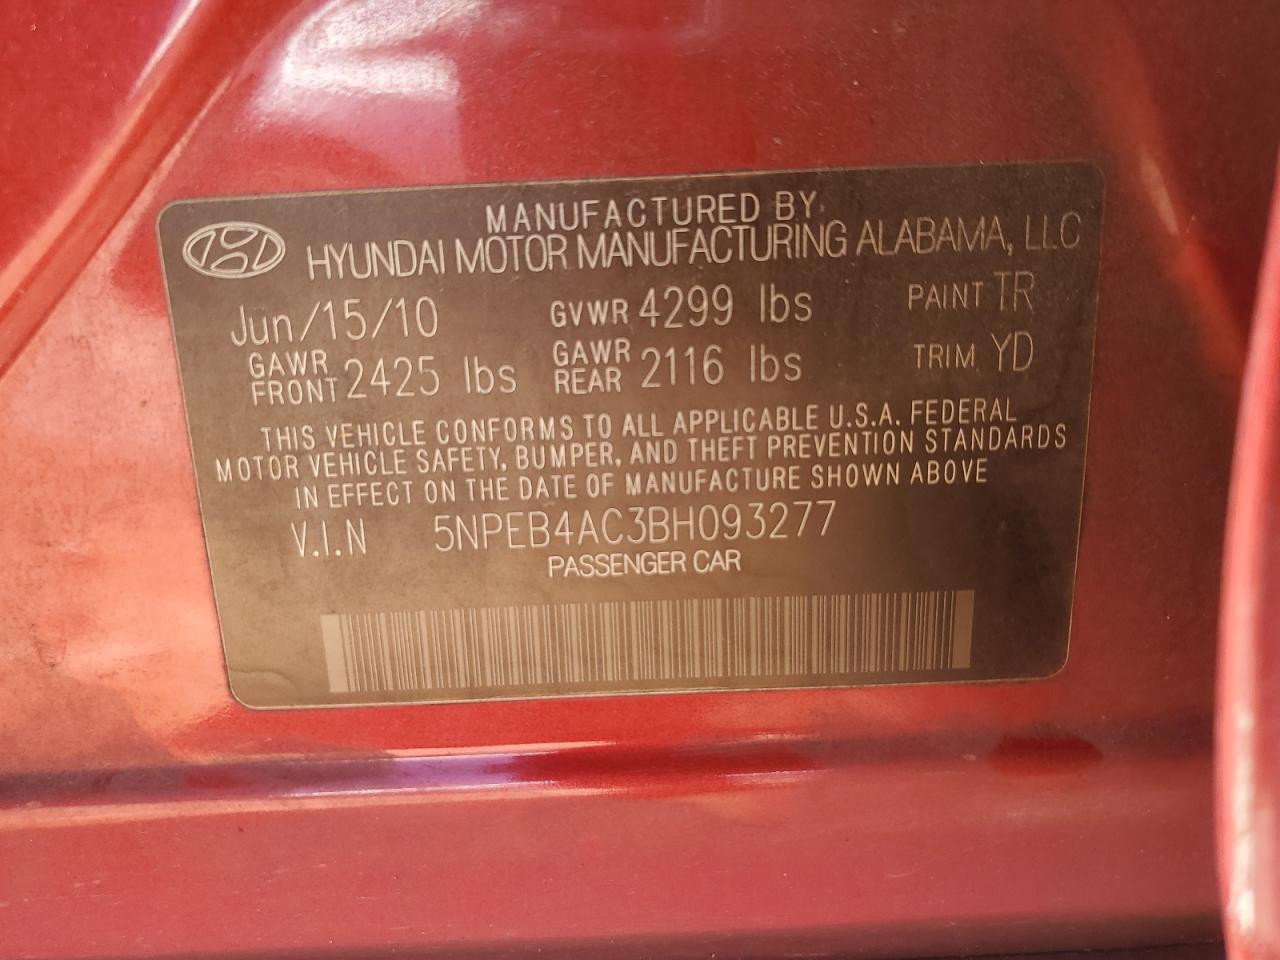 MANUFACTURED BY
HYUNDAI MOTOR MANUFACTURING ALABAMA, LLC
Jun/15/10 GVWR 4299 lbs PAINT TR
GAWR FRONT 2425 lbs GAWR REAR 2116 lbs TRIM YD
THIS VEHICLE CONFORMS TO ALL APPLICABLE U.S.A. FEDERAL
MOTOR VEHICLE SAFETY, BUMPER, AND THEFT PREVENTION STANDARDS
IN EFFECT ON THE DATE OF MANUFACTURE SHOWN ABOVE
V.I.N 5NPEB4AC3BH093277
PASSENGER CAR